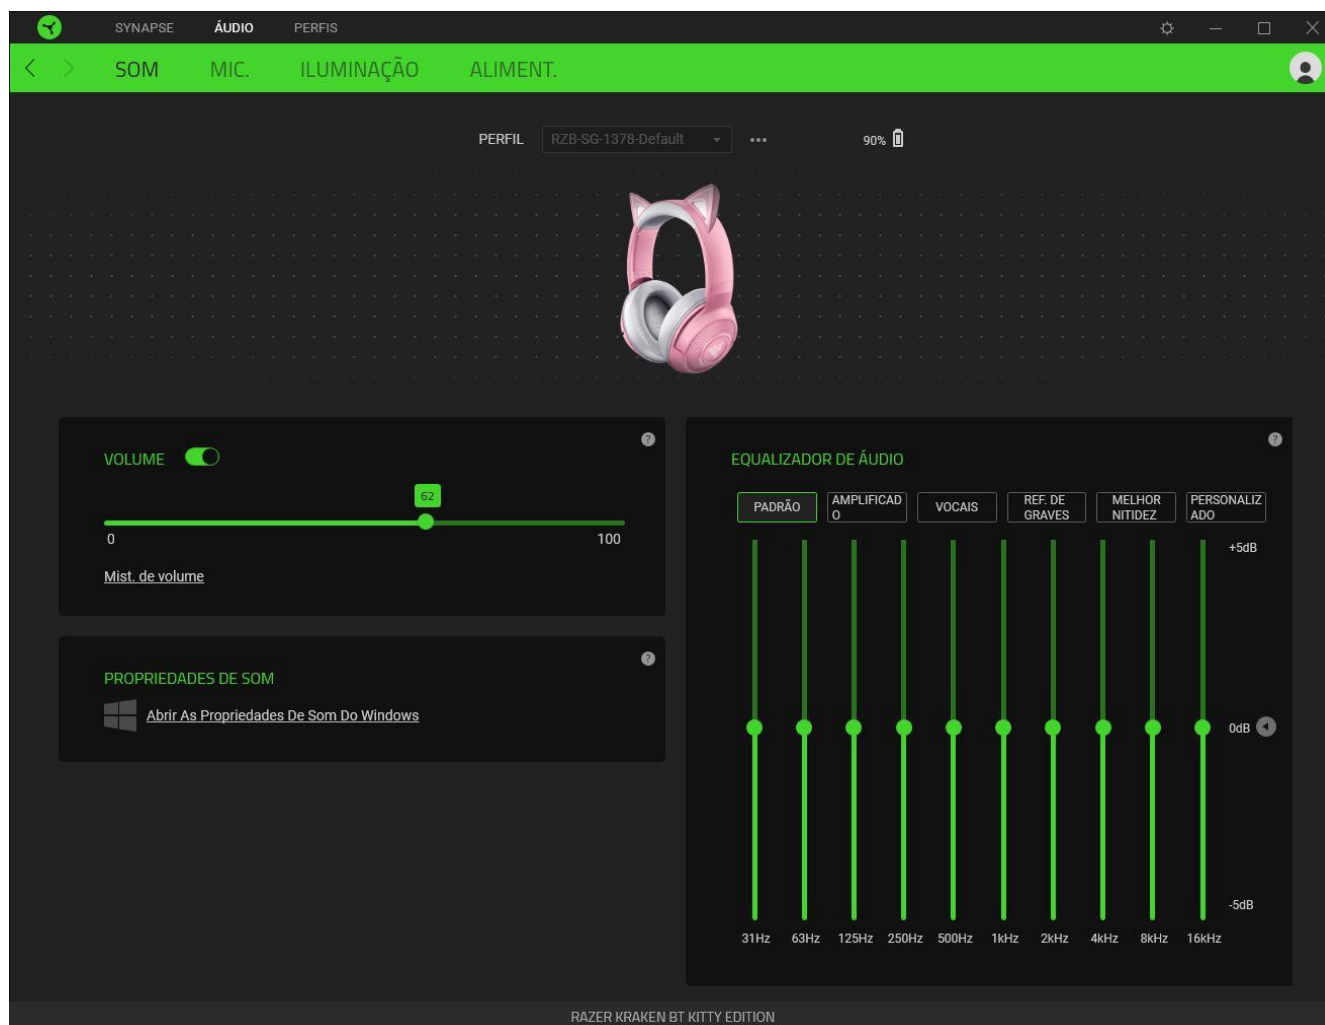 SYNAPSE ÁUDIO PERFIS
SOM MIC. ILUMINAÇÃO ALIMENT.
PERFIL RZB-SG-1378-Default 90%
VOLUME
62
0 100
Mist. de volume
PROPRIEDADES DE SOM
Abrir As Propriedades De Som Do Windows
EQUALIZADOR DE ÁUDIO
PADRÃO
AMPLIFICAD
O
VOCAIS
REF. DE
GRAVES
MELHOR
NITIDEZ
PERSONALIZ
ADO
+5dB
0dB
-5dB
31Hz 63Hz 125Hz 250Hz 500Hz 1kHz 2kHz 4kHz 8kHz 16kHz
RAZER KRAKEN BT KITTY EDITION